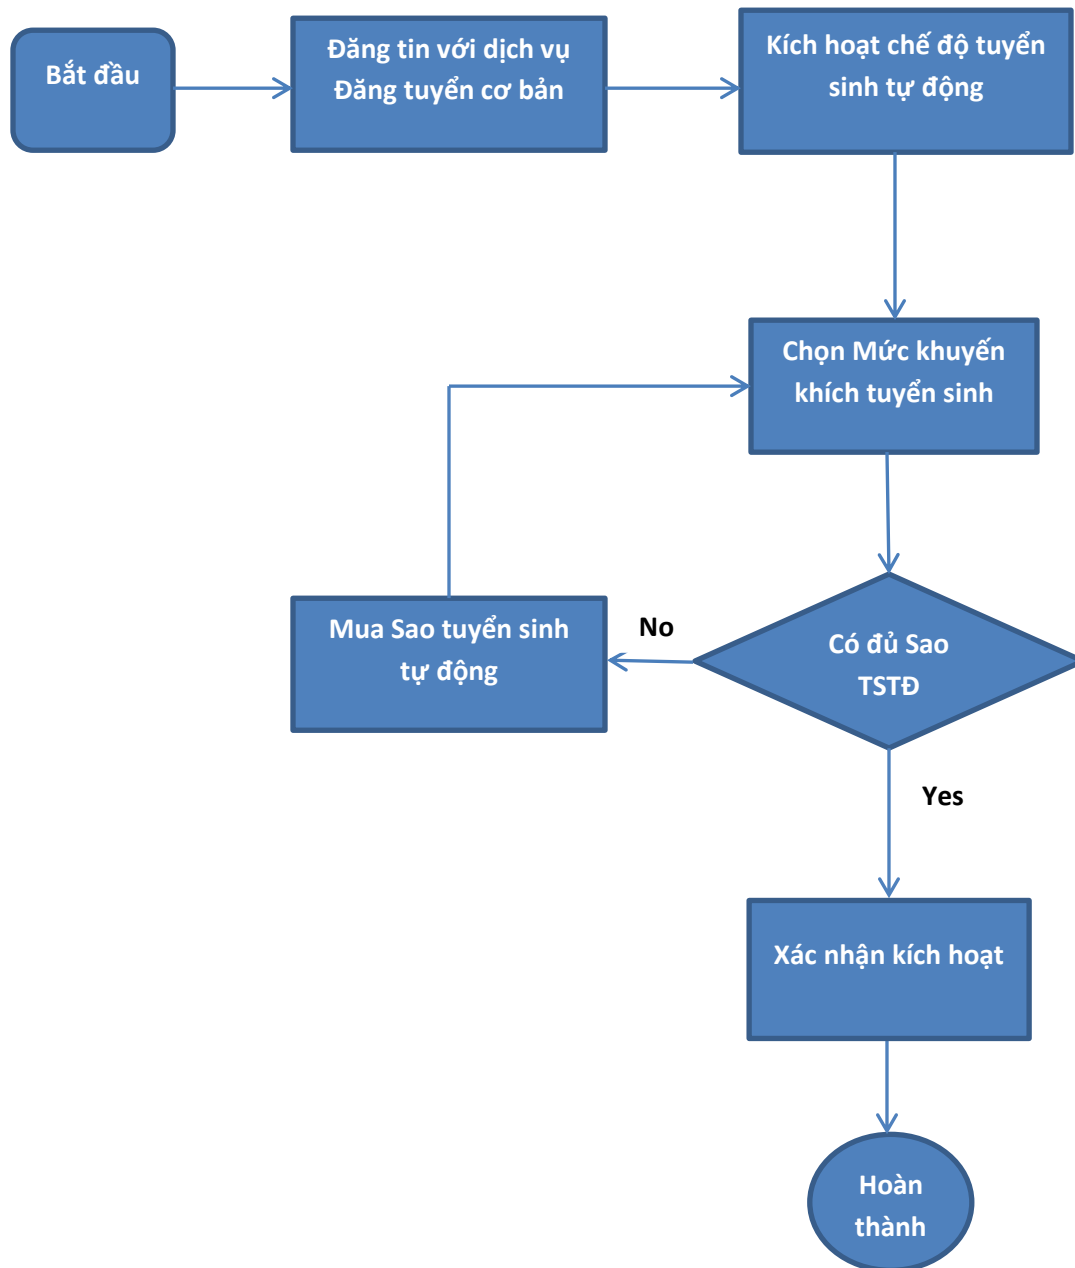 Bắt đầu
Đăng tin với dịch vụ
Đăng tuyển cơ bản
Kích hoạt chế độ tuyển
sinh tự động
Chọn Mức khuyến
khích tuyển sinh
Mua Sao tuyển sinh
tự động
No
Có đủ Sao
TSTĐ
Yes
Xác nhận kích hoạt
Hoàn
thành